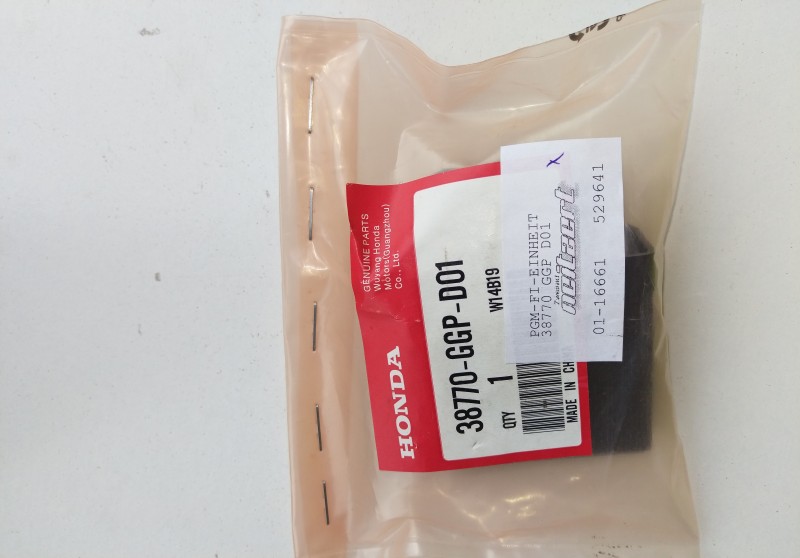 GENUINE PARTS
Wuyang Honda
Motors(Guangzhou)
Co., Ltd.
HONDA
38770-GGP-D01
QTY 1 W14B19
MADE IN
PGM-FI-EINHEIT
38770 GGP D01
01-16661 529641